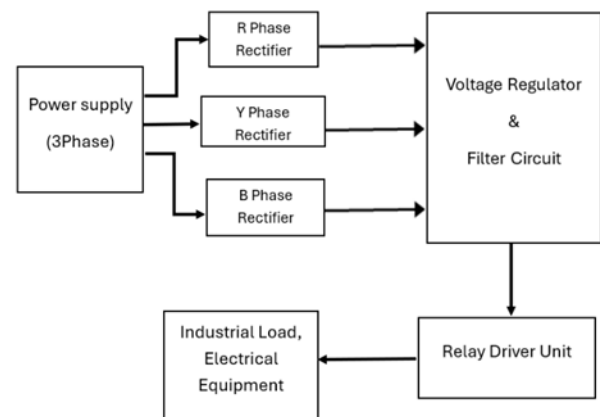 R Phase
Rectifier
Power supply
(3Phase)
Y Phase
Rectifier
B Phase
Rectifier
Voltage Regulator
&
Filter Circuit
Industrial Load,
Electrical
Equipment
Relay Driver Unit